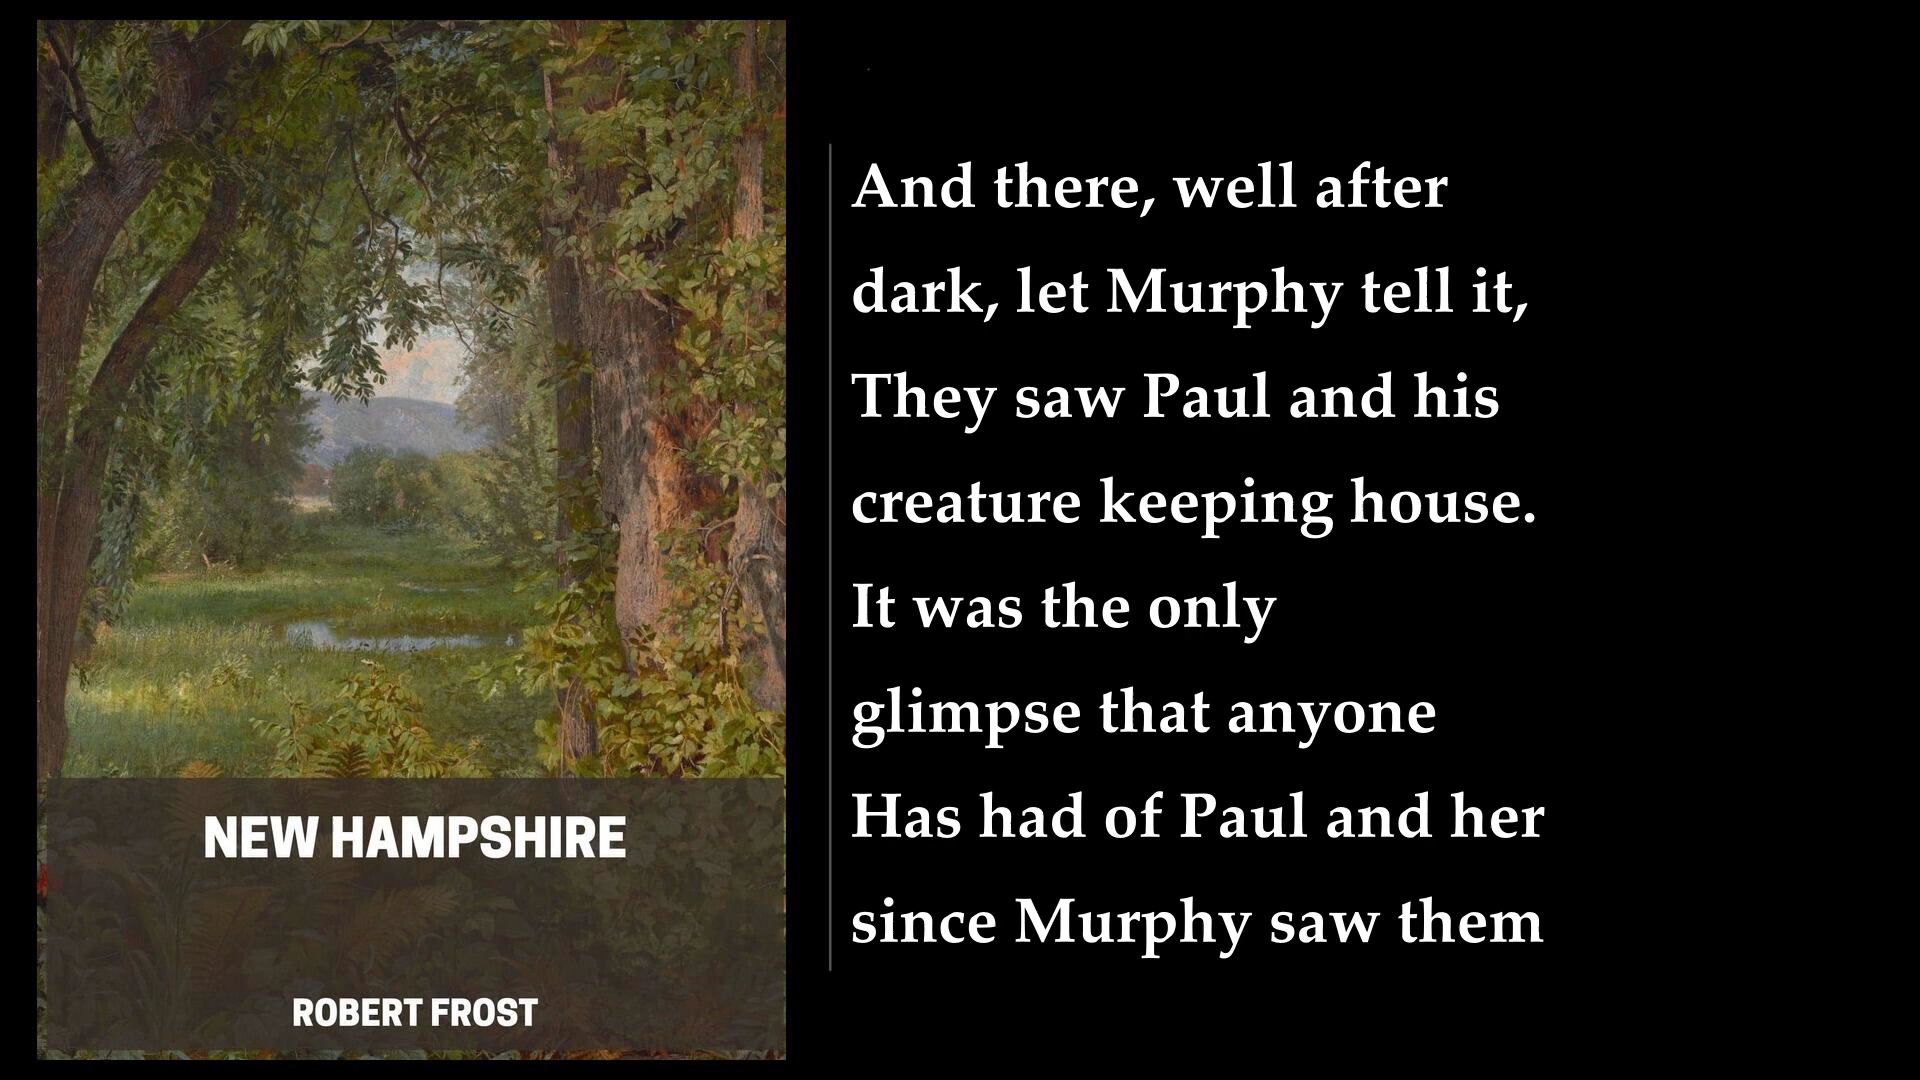 NEW HAMPSHIRE
ROBERT FROST
And there, well after
dark, let Murphy tell it,
They saw Paul and his
creature keeping house.
It was the only
glimpse that anyone
Has had of Paul and her
since Murphy saw them